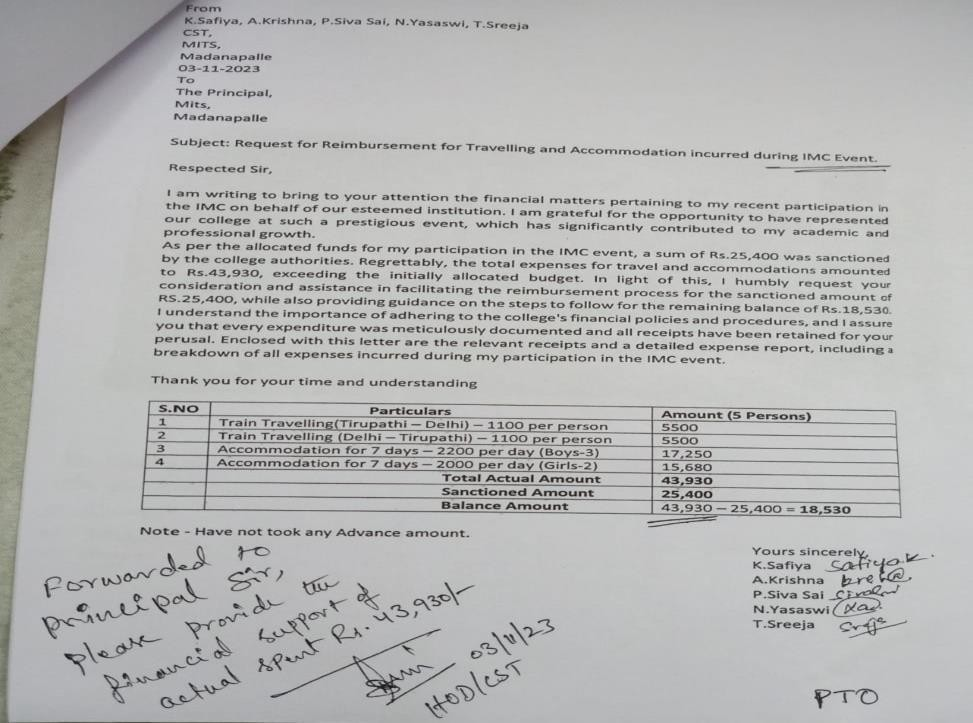 From
K.Safiya, A.Krishna, P.Siva Sai, N.Yasaswi, T.Sreeja
CST,
MITS,
Madanapalle
03-11-2023
To
The Principal,
Mits,
Madanapalle
Subject: Request for Reimbursement for Travelling and Accommodation incurred during IMC Event.
Respected Sir,
I am writing to bring to your attention the financial matters pertaining to my recent participation in
the IMC on behalf of our esteemed institution. I am grateful for the opportunity to have represented
our college at such a prestigious event, which has significantly contributed to my academic and
professional growth.
As per the allocated funds for my participation in the IMC event, a sum of Rs.25,400 was sanctioned
by the college authorities. Regrettably, the total expenses for travel and accommodations amounted
to Rs.43,930, exceeding the initially allocated budget. In light of this, I humbly request your
consideration and assistance in facilitating the reimbursement process for the sanctioned amount of
RS.25,400, while also providing guidance on the steps to follow for the remaining balance of Rs.18,530.
I understand the importance of adhering to the college's financial policies and procedures, and I assure
you that every expenditure was meticulously documented and all receipts have been retained for your
perusal. Enclosed with this letter are the relevant receipts and a detailed expense report, including a
breakdown of all expenses incurred during my participation in the IMC event.
Thank you for your time and understanding
S.NO Particulars Amount (5 Persons)
1 Train Travelling(Tirupathi – Delhi) – 1100 per person 5500
2 Train Travelling (Delhi – Tirupathi) – 1100 per person 5500
3 Accommodation for 7 days – 2200 per day (Boys-3) 17,250
4 Accommodation for 7 days – 2000 per day (Girls-2) 15,680
Total Actual Amount 43,930
Sanctioned Amount 25,400
Balance Amount 43,930 – 25,400 = 18,530
Note - Have not took any Advance amount.
Yours sincerely,
K.Safiya Safiya.k.
A.Krishna
P.Siva Sai
N.Yasaswi
T.Sreeja
Forwarded to
principal Sir,
please provide the
financial support of
actual spent Rs. 43,930/-
03/11/23
HOD/CST
PTO